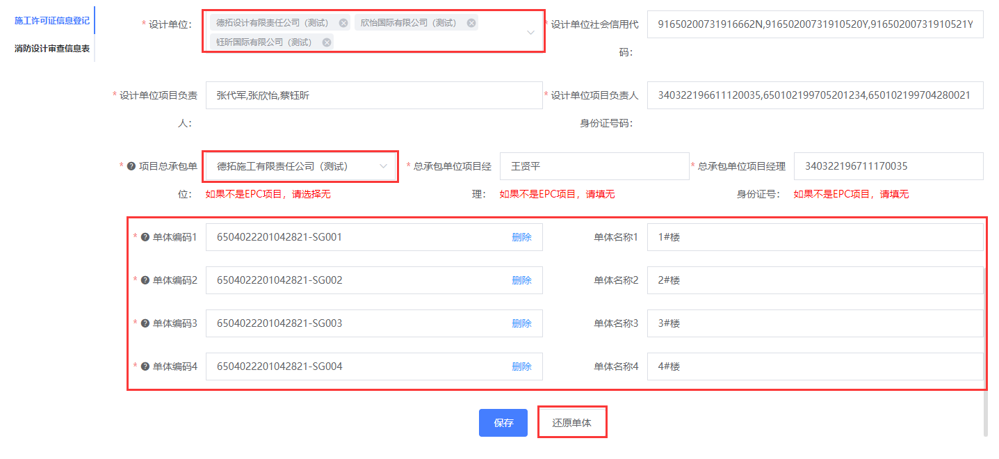 施工许可证信息登记
消防设计审查信息表
* 设计单位：
德拓设计有限责任公司（测试）
欣怡国际有限公司（测试）
钰昕国际有限公司（测试）
* 设计单位社会信用代
码：
91650200731916662N,91650200731910520Y,91650200731910521Y
* 设计单位项目负责
人：
张代军,张欣怡,蔡钰昕
* 设计单位项目负责人
身份证号码：
340322196611120035,650102199705201234,650102199704280021
* ? 项目总承包单
位：
德拓施工有限责任公司（测试）
如果不是EPC项目，请选择无
* 总承包单位项目经
理：
王贤平
如果不是EPC项目，请填无
* 总承包单位项目经理
身份证号：
340322196711170035
如果不是EPC项目，请填无
* ? 单体编码1
6504022201042821-SG001
删除
单体名称1
1#楼
* ? 单体编码2
6504022201042821-SG002
删除
单体名称2
2#楼
* ? 单体编码3
6504022201042821-SG003
删除
单体名称3
3#楼
* ? 单体编码4
6504022201042821-SG004
删除
单体名称4
4#楼
保存
还原单体